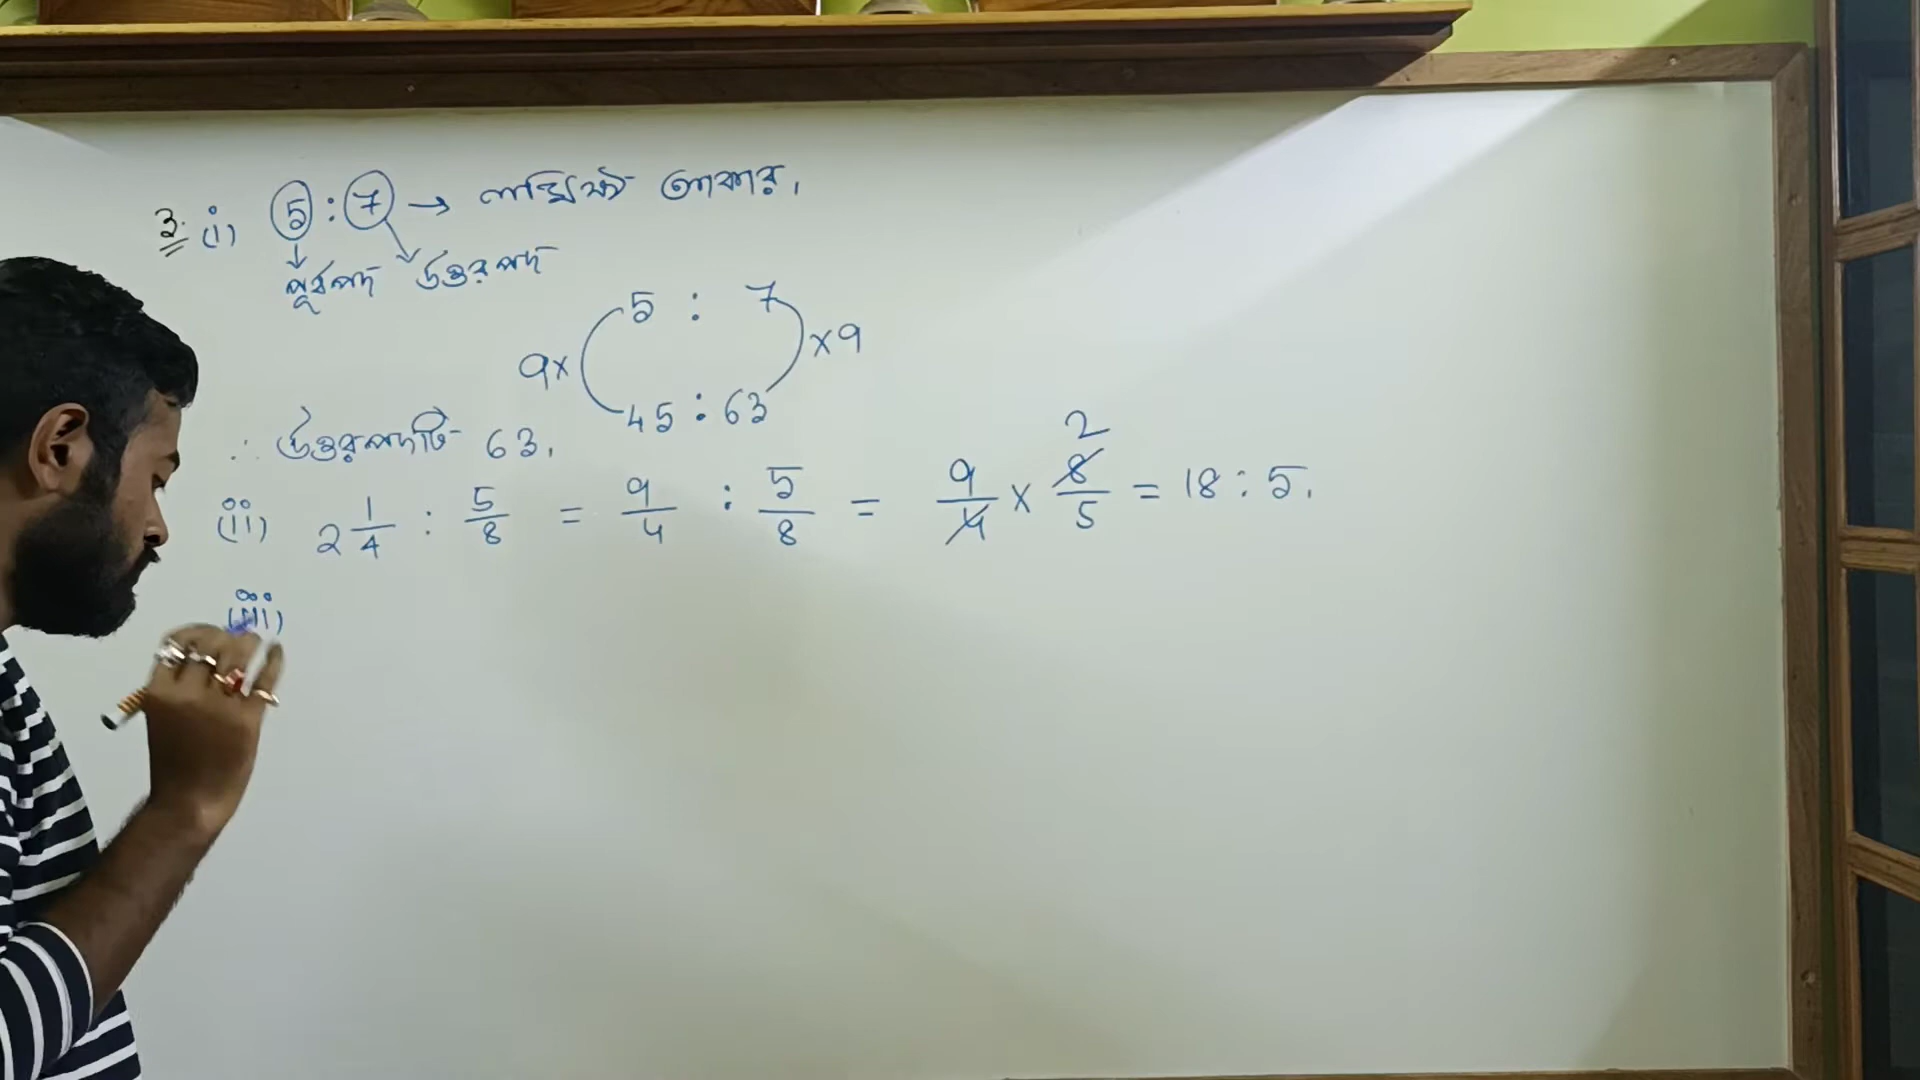 3. (i) 5 : 7 → লঘিষ্ঠ আকার।
পূর্বপদ উত্তরপদ
5 : 7
9× ×9
45 : 63
∴ উত্তরপদটি 63.
(ii) 2 1/4 : 5/8 = 9/4 : 5/8 = 9/4 × 8/5 = 18 : 5.
2
(iii)